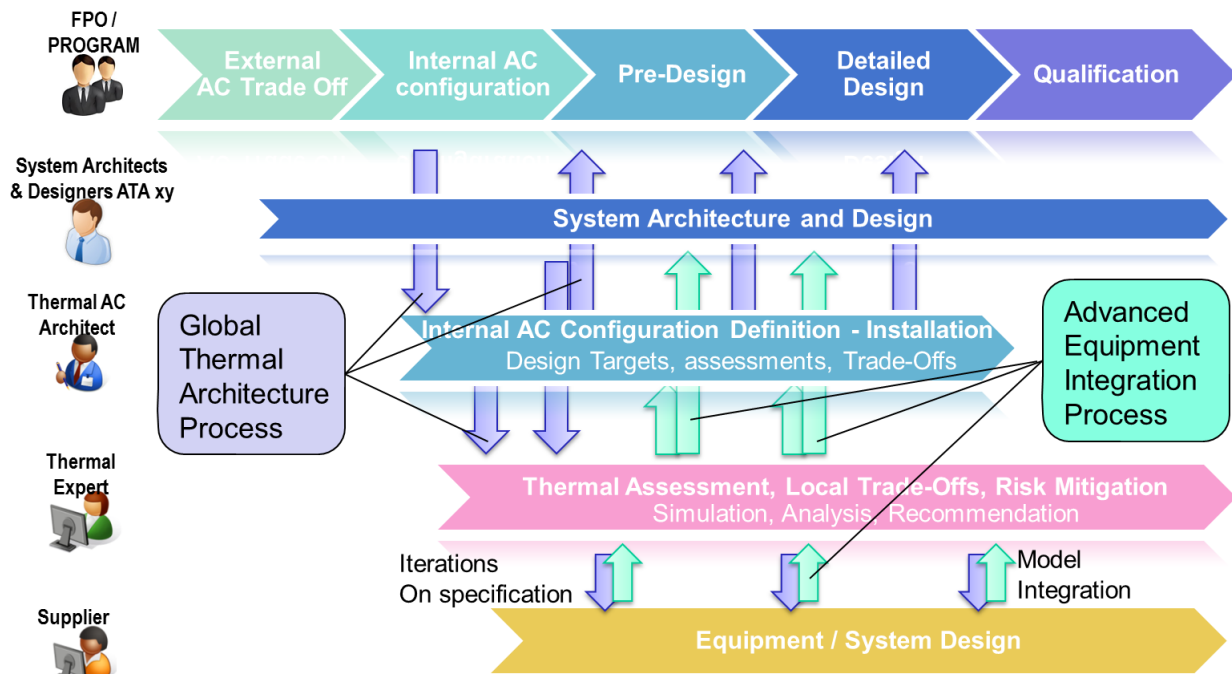 FPO /
PROGRAM
External
AC Trade Off
Internal AC
configuration
Pre-Design
Detailed
Design
Qualification
System Architects
& Designers ATA xy
System Architecture and Design
Thermal AC
Architect
Global
Thermal
Architecture
Process
Internal AC Configuration Definition - Installation
Design Targets, assessments, Trade-Offs
Advanced
Equipment
Integration
Process
Thermal
Expert
Thermal Assessment, Local Trade-Offs, Risk Mitigation
Simulation, Analysis, Recommendation
Iterations
On specification
Model
Integration
Supplier
Equipment / System Design